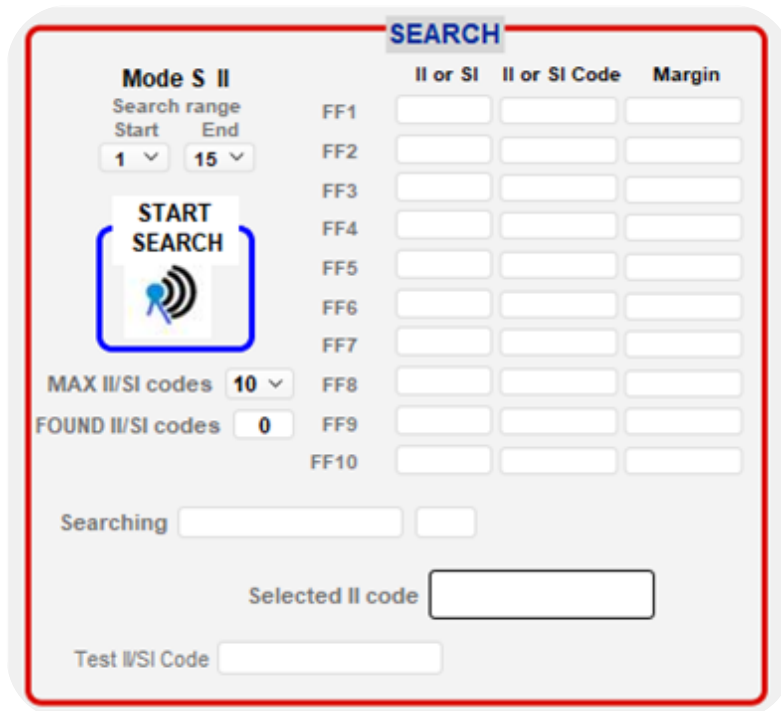 SEARCH
Mode S II
II or SI II or SI Code Margin
Search range
Start End
1 15
FF1
FF2
FF3
START
SEARCH
FF4
FF5
FF6
FF7
MAX II/SI codes 10
FF8
FOUND II/SI codes 0
FF9
FF10
Searching
Selected II code
Test II/SI Code